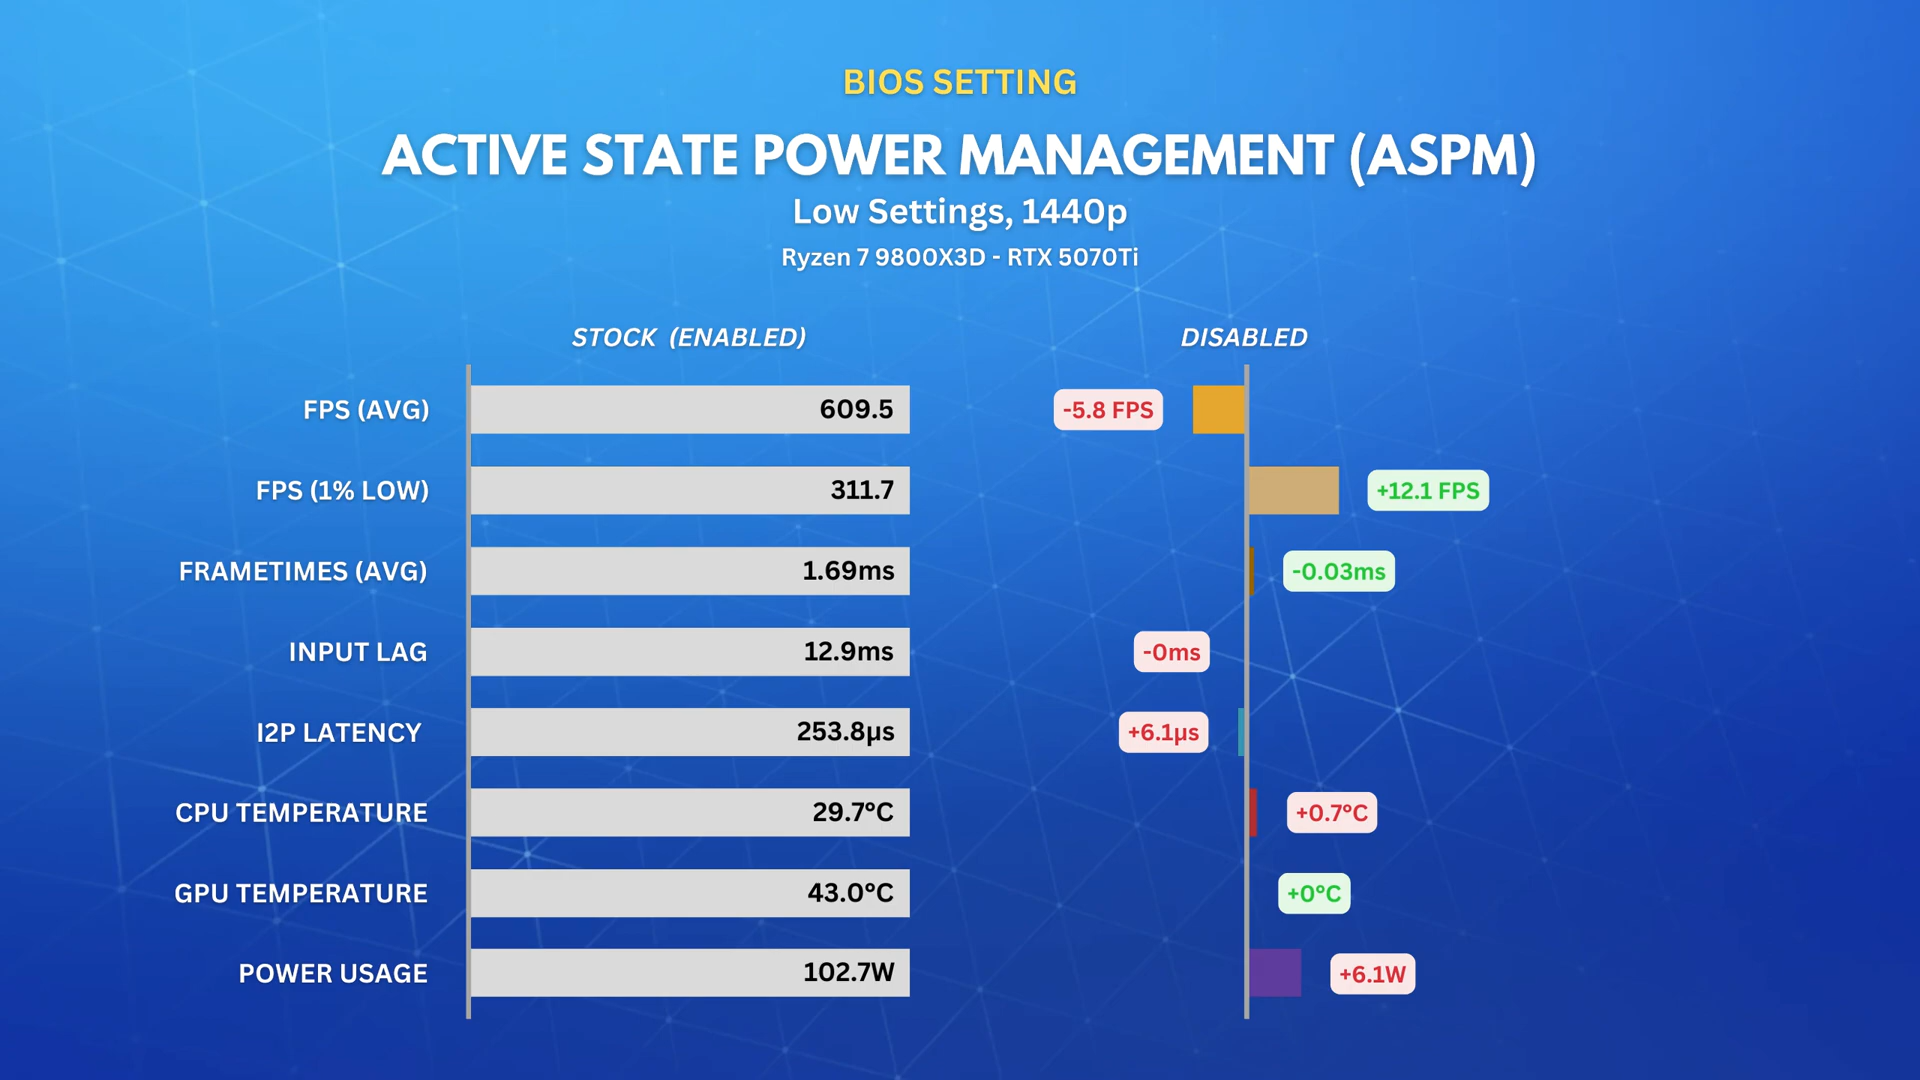 BIOS SETTING
ACTIVE STATE POWER MANAGEMENT (ASPM)
Low Settings, 1440p
Ryzen 7 9800X3D - RTX 5070Ti
STOCK (ENABLED) DISABLED
FPS (AVG) 609.5 -5.8 FPS
FPS (1% LOW) 311.7 +12.1 FPS
FRAMETIMES (AVG) 1.69ms -0.03ms
INPUT LAG 12.9ms -0ms
I2P LATENCY 253.8µs +6.1µs
CPU TEMPERATURE 29.7°C +0.7°C
GPU TEMPERATURE 43.0°C +0°C
POWER USAGE 102.7W +6.1W